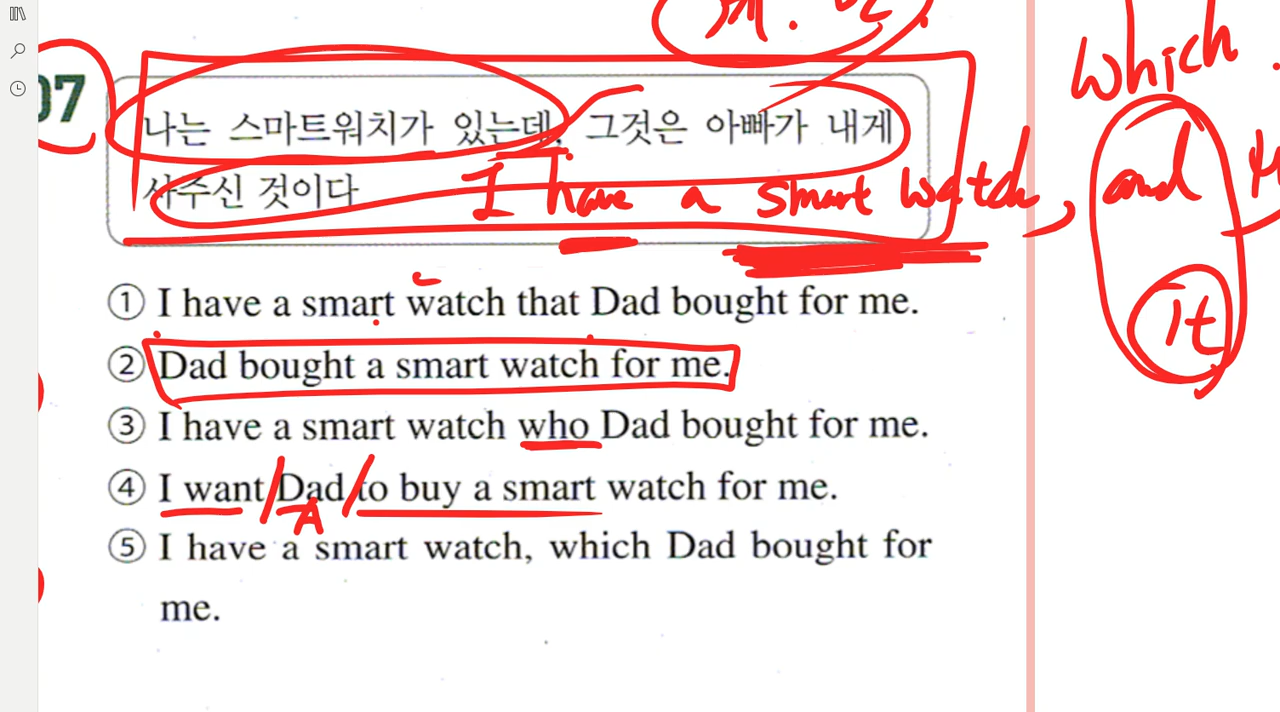 which
07
나는 스마트워치가 있는데, 그것은 아빠가 내게
사주신 것이다
I have a smart watch, and
It
① I have a smart watch that Dad bought for me.
② Dad bought a smart watch for me.
③ I have a smart watch who Dad bought for me.
④ I want/Dad/to buy a smart watch for me.
A
⑤ I have a smart watch, which Dad bought for
me.